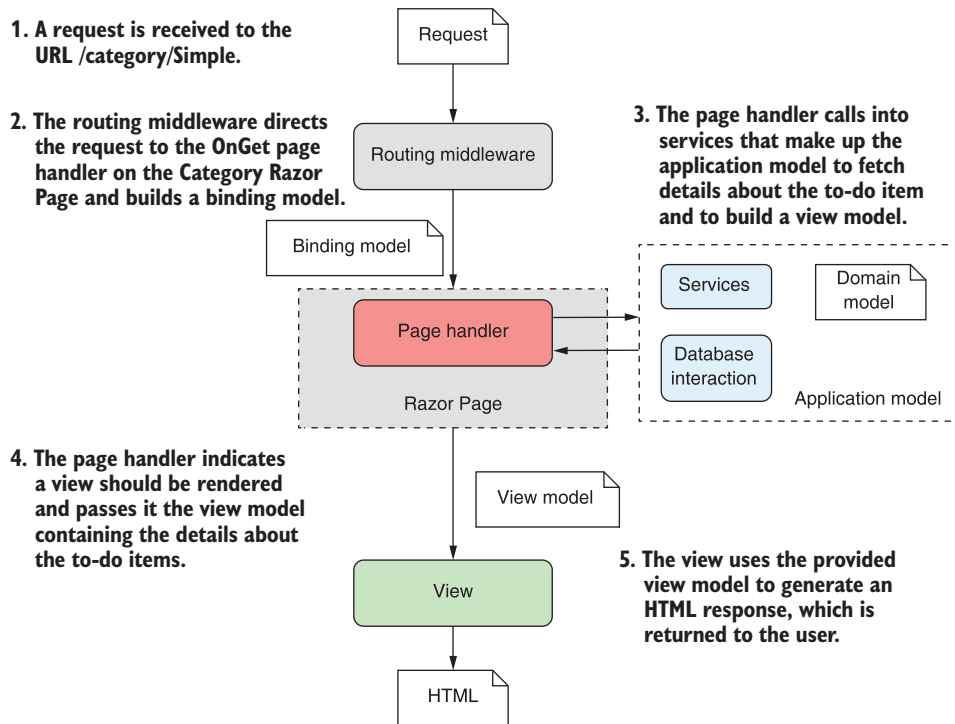 1. A request is received to the
URL /category/Simple.
Request
2. The routing middleware directs
the request to the OnGet page
handler on the Category Razor
Page and builds a binding model.
Routing middleware
3. The page handler calls into
services that make up the
application model to fetch
details about the to-do item
and to build a view model.
Binding model
Page handler
Razor Page
Services
Domain
model
Database
interaction
Application model
4. The page handler indicates
a view should be rendered
and passes it the view model
containing the details about
the to-do items.
View model
View
5. The view uses the provided
view model to generate an
HTML response, which is
returned to the user.
HTML